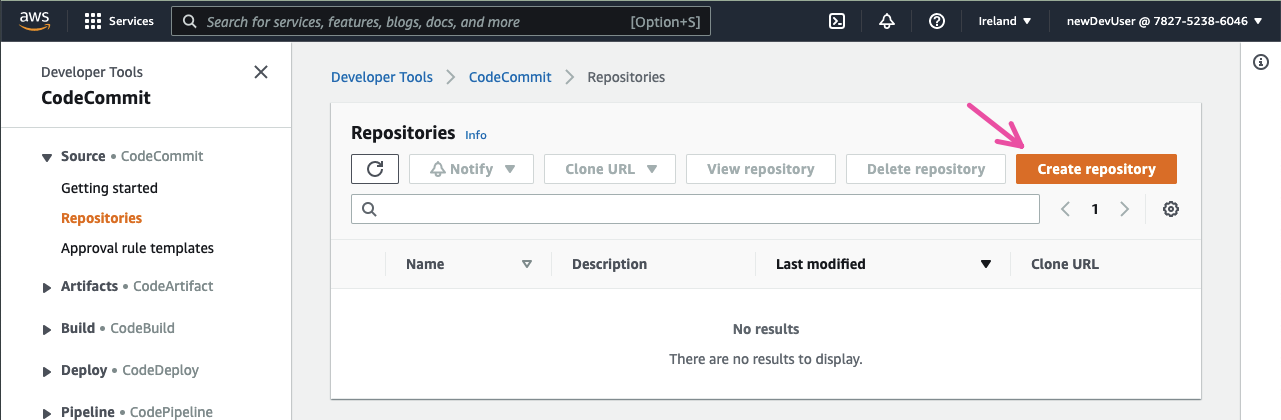 aws Services Search for services, features, blogs, docs, and more [Option+S] Ireland ▼ newDevUser @ 7827-5238-6046 ▼
Developer Tools
CodeCommit
Source • CodeCommit
Getting started
Repositories
Approval rule templates
Artifacts • CodeArtifact
Build • CodeBuild
Deploy • CodeDeploy
Pipeline • CodePipeline
Developer Tools > CodeCommit > Repositories
Repositories Info
Notify ▼ Clone URL ▼ View repository Delete repository Create repository
< 1 >
Name Description Last modified Clone URL
No results
There are no results to display.